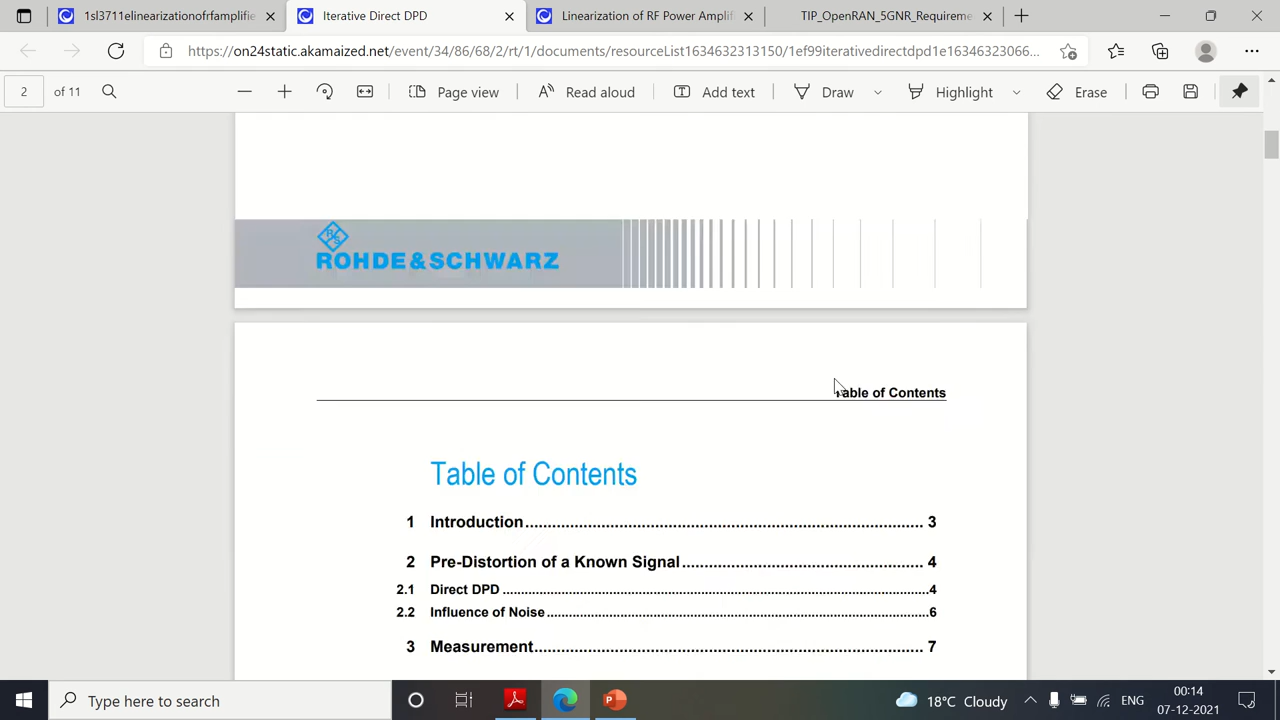 1sl3711elinearizationofrframplifie
Iterative Direct DPD
Linearization of RF Power Amplifi
TIP_OpenRAN_5GNR_Requireme
https://on24static.akamaized.net/event/34/86/68/2/rt/1/documents/resourceList1634632313150/1ef99iterativedirectdpd1e16346323066...
2 of 11
Page view
Read aloud
Add text
Draw
Highlight
Erase
ROHDE&SCHWARZ
Table of Contents
Table of Contents
1 Introduction 3
2 Pre-Distortion of a Known Signal 4
2.1 Direct DPD 4
2.2 Influence of Noise 6
3 Measurement 7
Type here to search
18°C Cloudy
ENG
00:14
07-12-2021